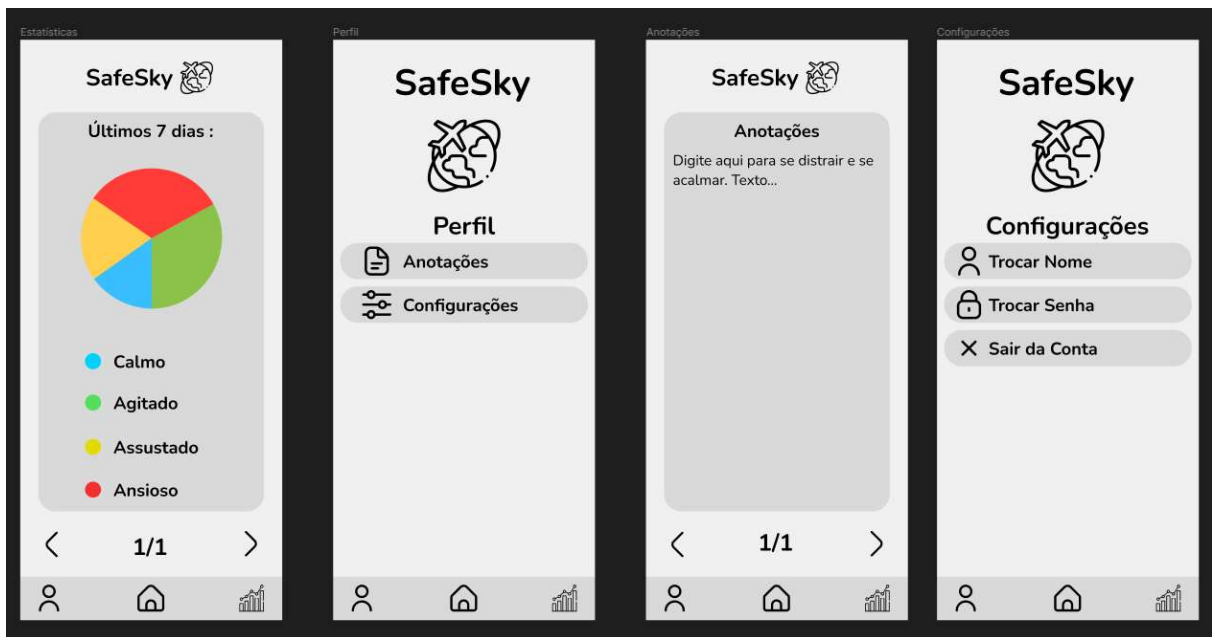 Estatísticas
SafeSky
Últimos 7 dias :
Calmo
Agitado
Assustado
Ansioso
1/1
Perfil
SafeSky
Perfil
Anotações
Configurações
Anotações
SafeSky
Anotações
Digite aqui para se distrair e se
acalmar. Texto...
1/1
Configurações
SafeSky
Configurações
Trocar Nome
Trocar Senha
Sair da Conta